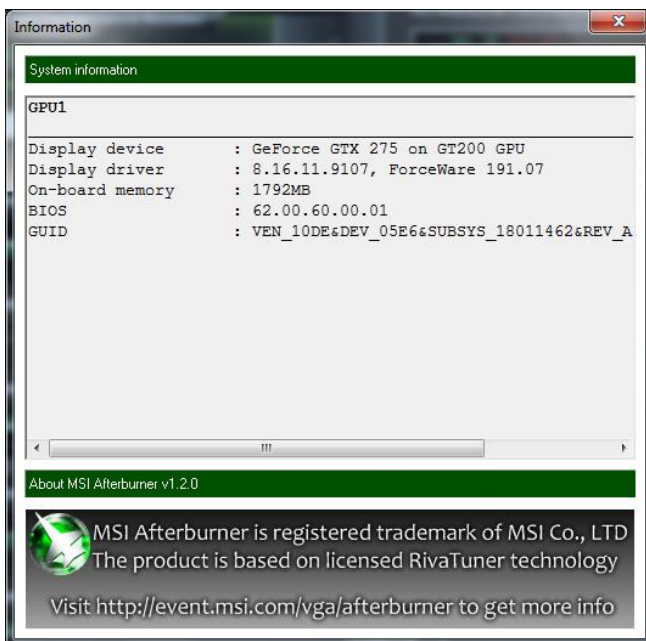 Information
System information
GPU1
Display device : GeForce GTX 275 on GT200 GPU
Display driver : 8.16.11.9107, ForceWare 191.07
On-board memory : 1792MB
BIOS : 62.00.60.00.01
GUID : VEN_10DE&DEV_05E6&SUBSYS_18011462&REV_A
About MSI Afterburner v1.2.0
MSI Afterburner is registered trademark of MSI Co., LTD
The product is based on licensed RivaTuner technology
Visit http://event.msi.com/vga/afterburner to get more info